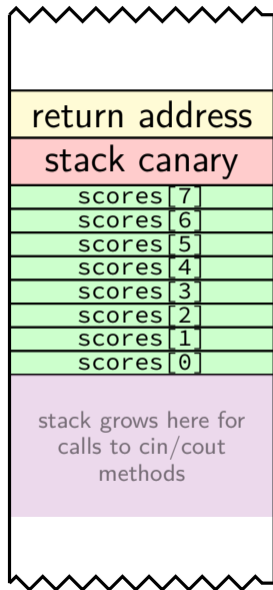 return address
stack canary
scores[7]
scores[6]
scores[5]
scores[4]
scores[3]
scores[2]
scores[1]
scores[0]
stack grows here for
calls to cin/cout
methods